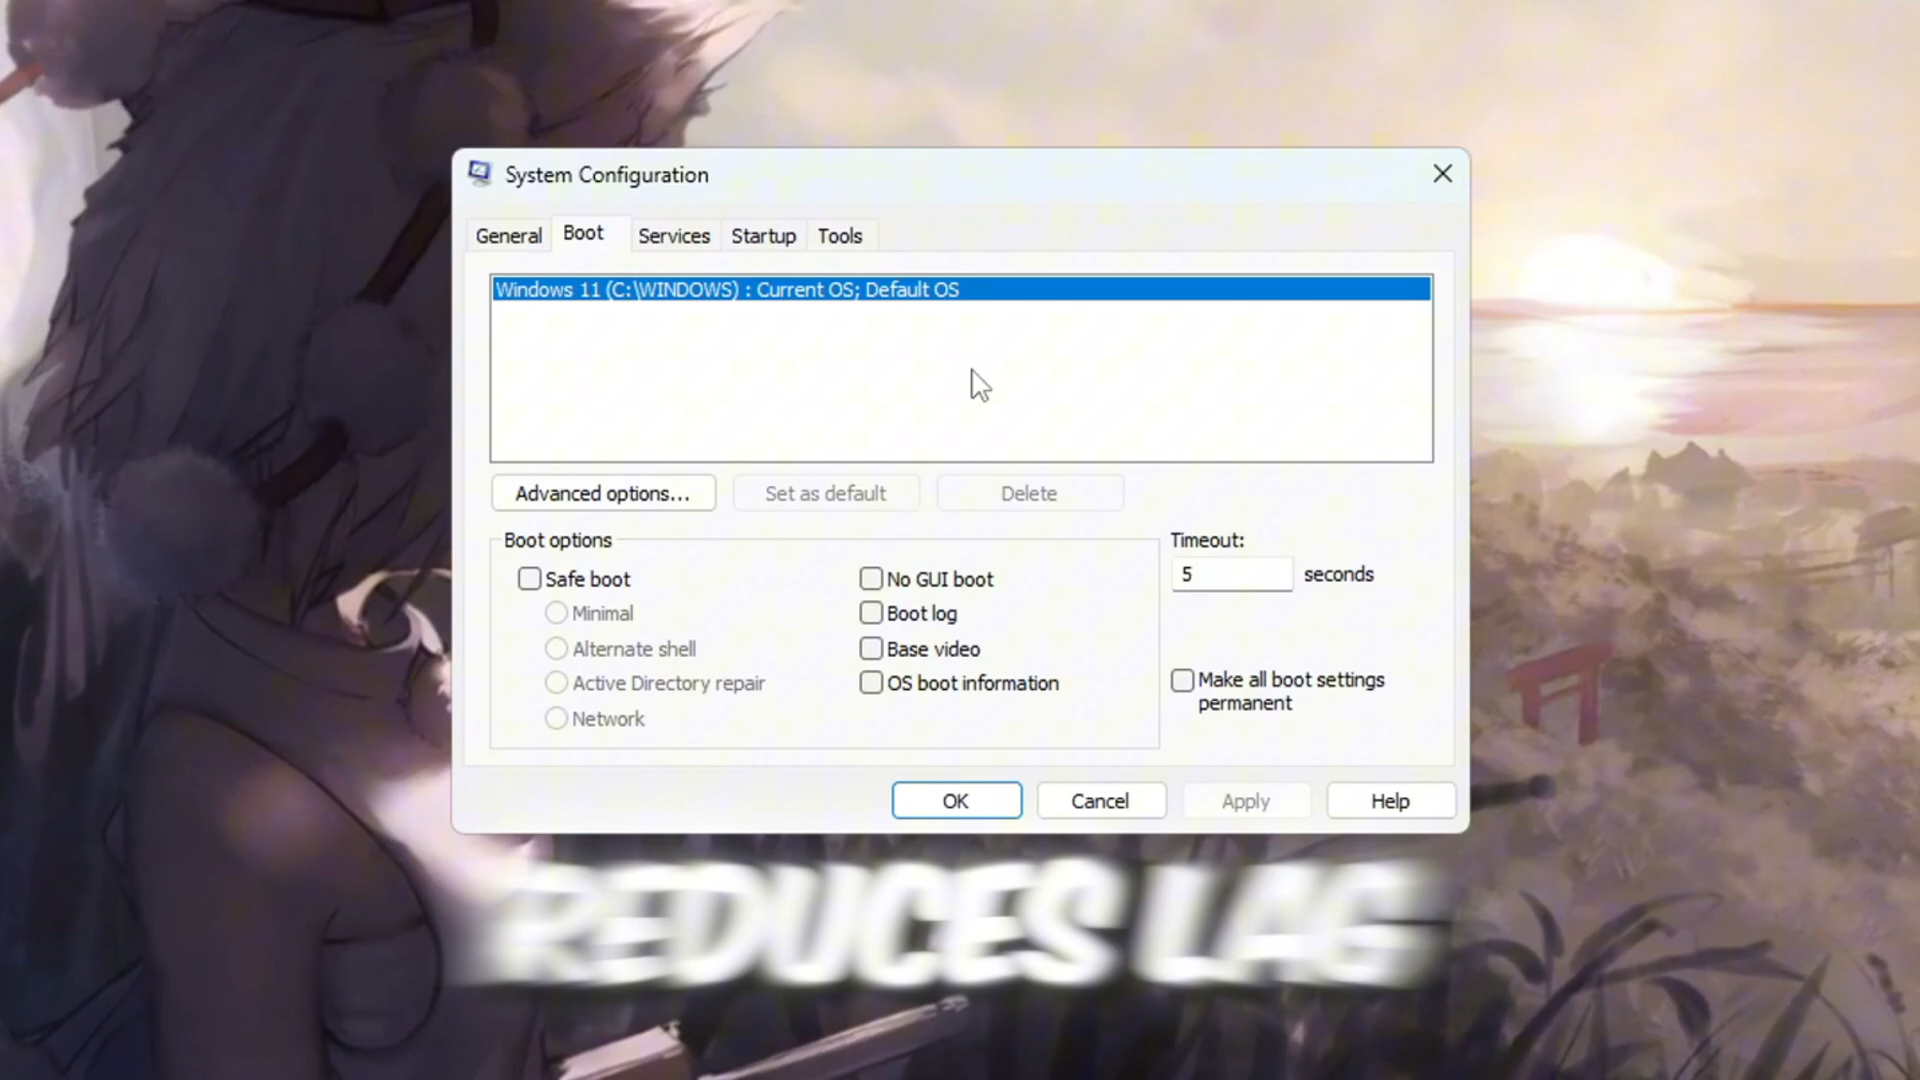 System Configuration
General Boot Services Startup Tools
Windows 11 (C:\WINDOWS) : Current OS; Default OS
Advanced options... Set as default Delete
Boot options
Timeout:
Safe boot
No GUI boot
5 seconds
Minimal
Boot log
Alternate shell
Base video
Active Directory repair
OS boot information
Make all boot settings
permanent
Network
OK Cancel Apply Help
REDUCES LAG